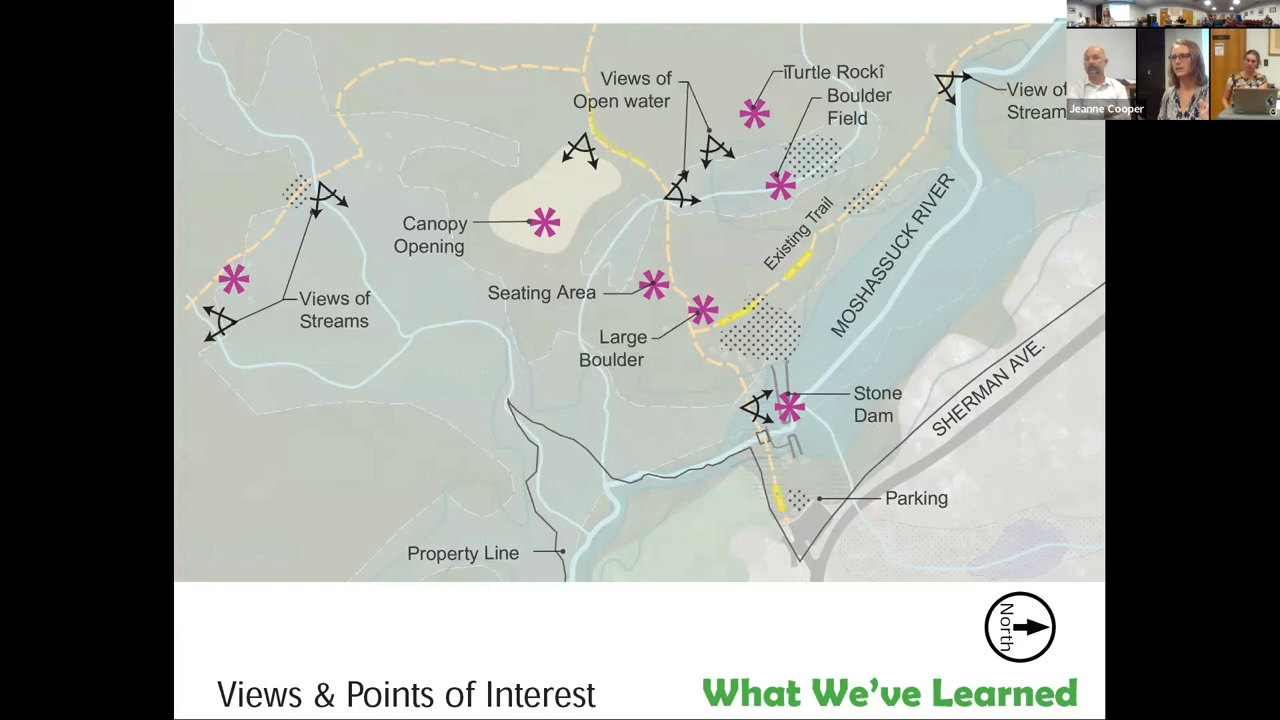 Views of
Open water
iTurtle Rockî
Boulder
Field
View of
Stream
Jeanne Cooper
Canopy
Opening
Existing Trail
MOSHASSUCK RIVER
Seating Area
Views of
Streams
Large
Boulder
SHERMAN AVE.
Stone
Dam
Parking
Property Line
North
Views & Points of Interest
What We've Learned